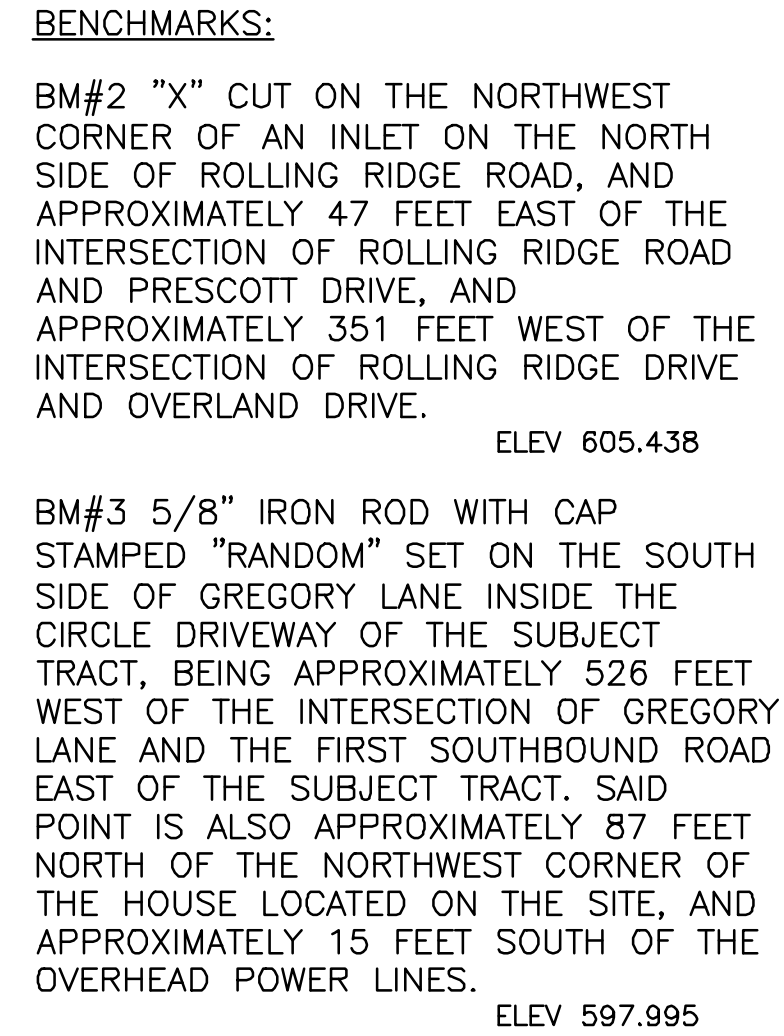 BENCHMARKS:
BM#2 "X" CUT ON THE NORTHWEST
CORNER OF AN INLET ON THE NORTH
SIDE OF ROLLING RIDGE ROAD, AND
APPROXIMATELY 47 FEET EAST OF THE
INTERSECTION OF ROLLING RIDGE ROAD
AND PRESCOTT DRIVE, AND
APPROXIMATELY 351 FEET WEST OF THE
INTERSECTION OF ROLLING RIDGE DRIVE
AND OVERLAND DRIVE.
ELEV 605.438
BM#3 5/8" IRON ROD WITH CAP
STAMPED "RANDOM" SET ON THE SOUTH
SIDE OF GREGORY LANE INSIDE THE
CIRCLE DRIVEWAY OF THE SUBJECT
TRACT, BEING APPROXIMATELY 526 FEET
WEST OF THE INTERSECTION OF GREGORY
LANE AND THE FIRST SOUTHBOUND ROAD
EAST OF THE SUBJECT TRACT. SAID
POINT IS ALSO APPROXIMATELY 87 FEET
NORTH OF THE NORTHWEST CORNER OF
THE HOUSE LOCATED ON THE SITE, AND
APPROXIMATELY 15 FEET SOUTH OF THE
OVERHEAD POWER LINES.
ELEV 597.995